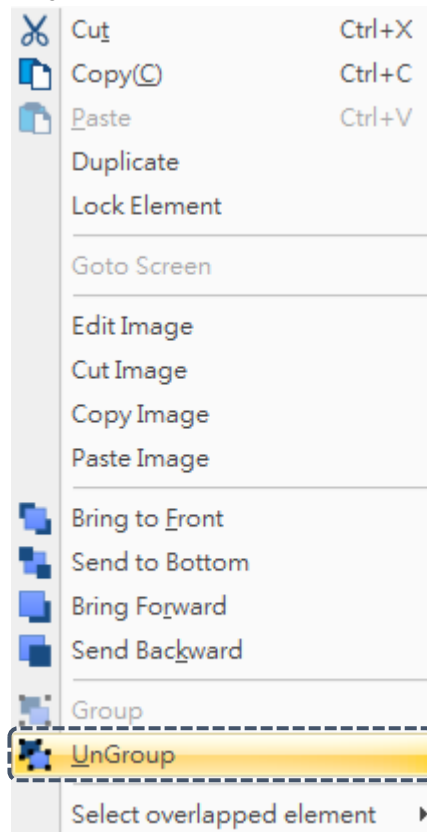 Cut Ctrl+X
Copy(C) Ctrl+C
Paste Ctrl+V
Duplicate
Lock Element
Goto Screen
Edit Image
Cut Image
Copy Image
Paste Image
Bring to Front
Send to Bottom
Bring Forward
Send Backward
Group
UnGroup
Select overlapped element